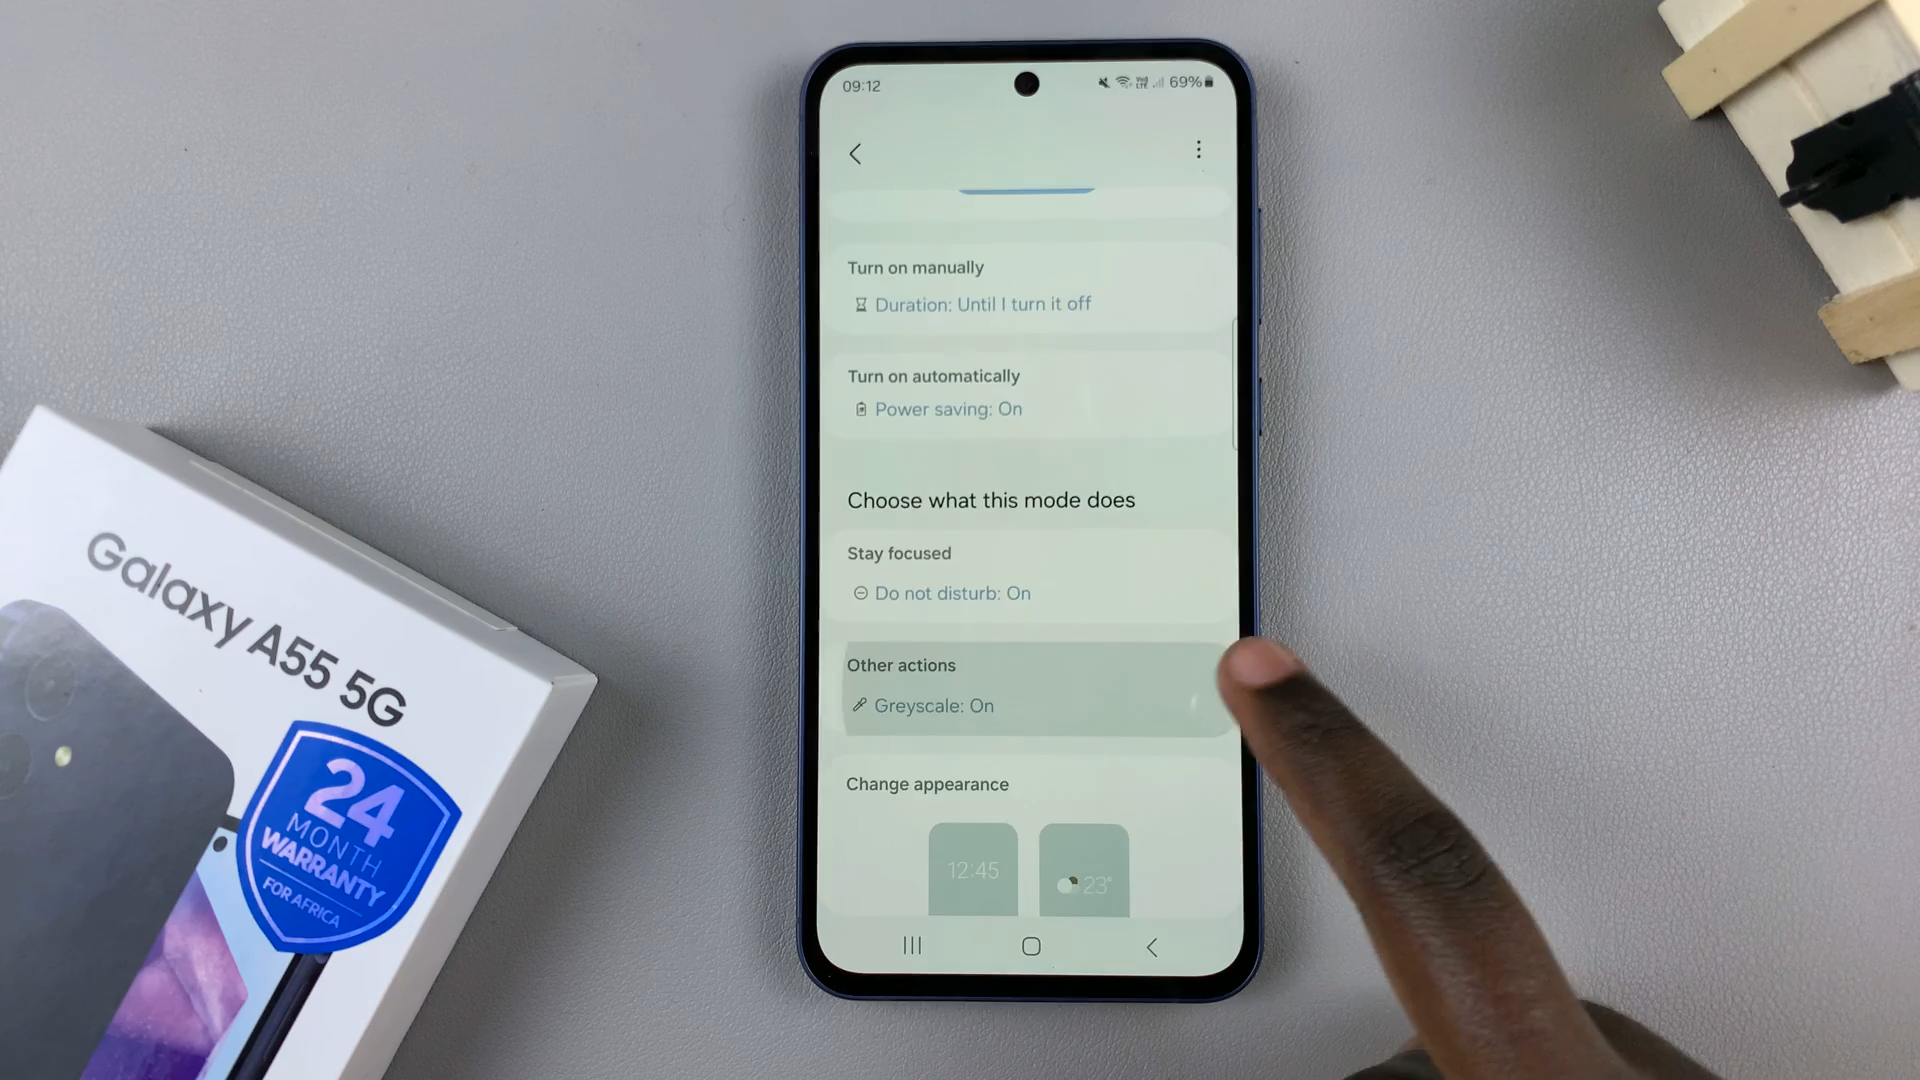 09:12
69%
Turn on manually
Duration: Until I turn it off
Turn on automatically
Power saving: On
Choose what this mode does
Stay focused
Do not disturb: On
Other actions
Greyscale: On
Change appearance
12:45
23°
Galaxy A55 5G
24
MONTH
WARRANTY
FOR AFRICA